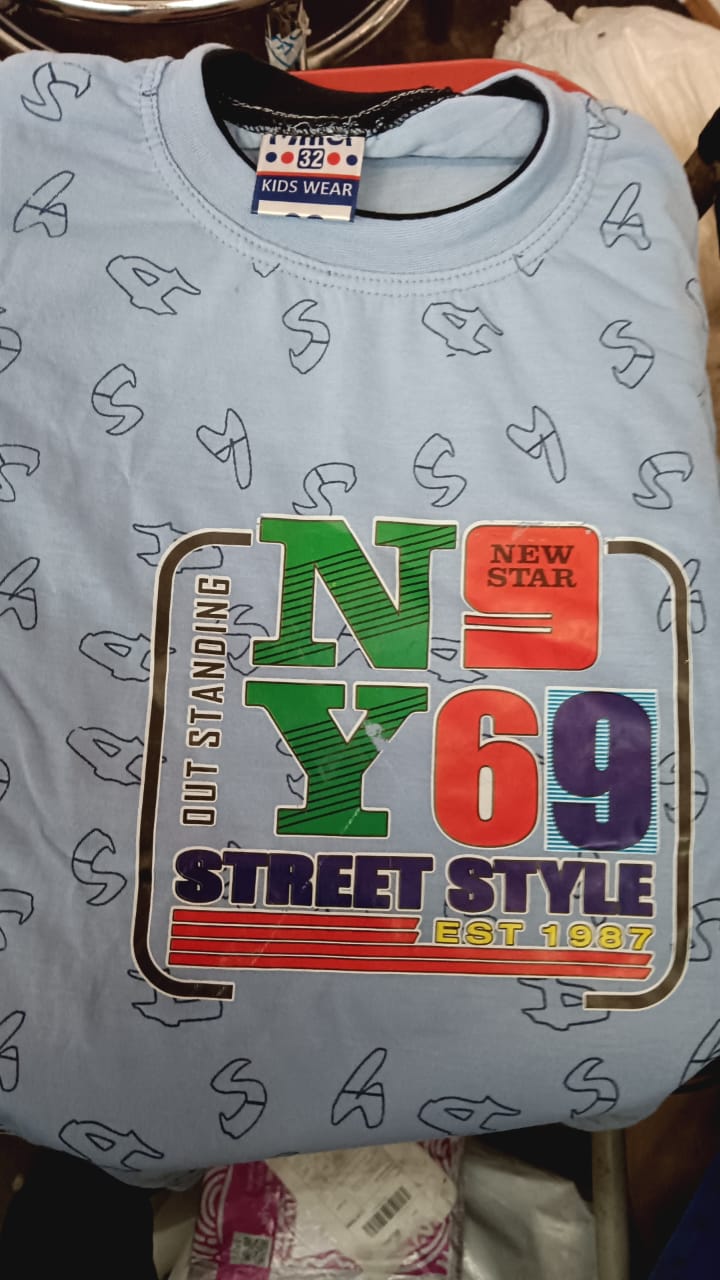 32
KIDS WEAR
OUT STANDING
N9
NEW
STAR
Y69
STREET STYLE
EST 1987